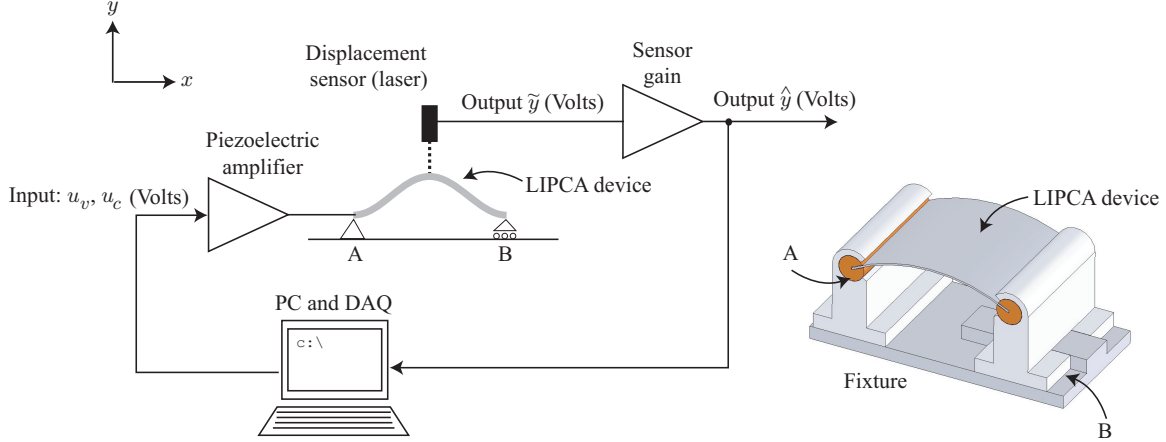 y
x
Displacement
sensor (laser)
Sensor
gain
Output ỹ (Volts)
Output ŷ (Volts)
Piezoelectric
amplifier
Input: u_v, u_c (Volts)
LIPCA device
A
B
PC and DAQ
c:\
LIPCA device
A
Fixture
B